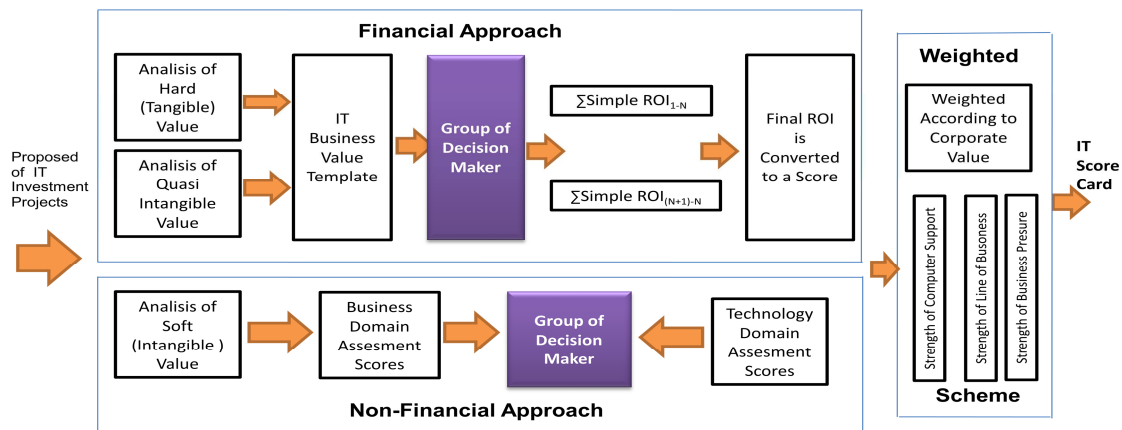 Proposed
of IT
Investment
Projects
Financial Approach
Analisis of
Hard
(Tangible)
Value
Analisis of
Quasi
Intangible
Value
IT
Business
Value
Template
Group of
Decision
Maker
∑Simple ROI1-N
∑Simple ROI(N+1)-N
Final ROI
is
Converted
to a Score
Analisis of
Soft
(Intangible )
Value
Business
Domain
Assesment
Scores
Group of
Decision
Maker
Technology
Domain
Assesment
Scores
Non-Financial Approach
Weighted
Weighted
According to
Corporate
Value
Strength of Computer Support
Strength of Line of Busoness
Strength of Business Presure
Scheme
IT
Score
Card